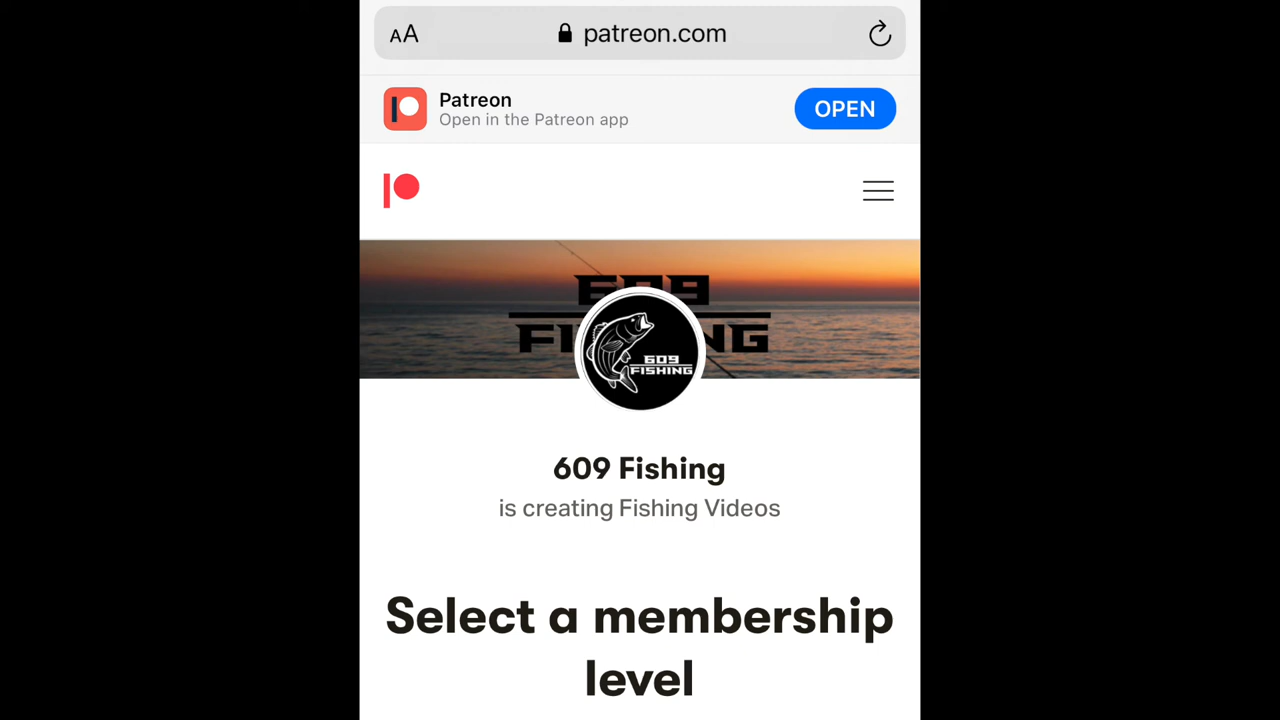 AA patreon.com
Patreon
Open in the Patreon app
OPEN
609
FISHING
609
FISHING
609 Fishing
is creating Fishing Videos
Select a membership
level